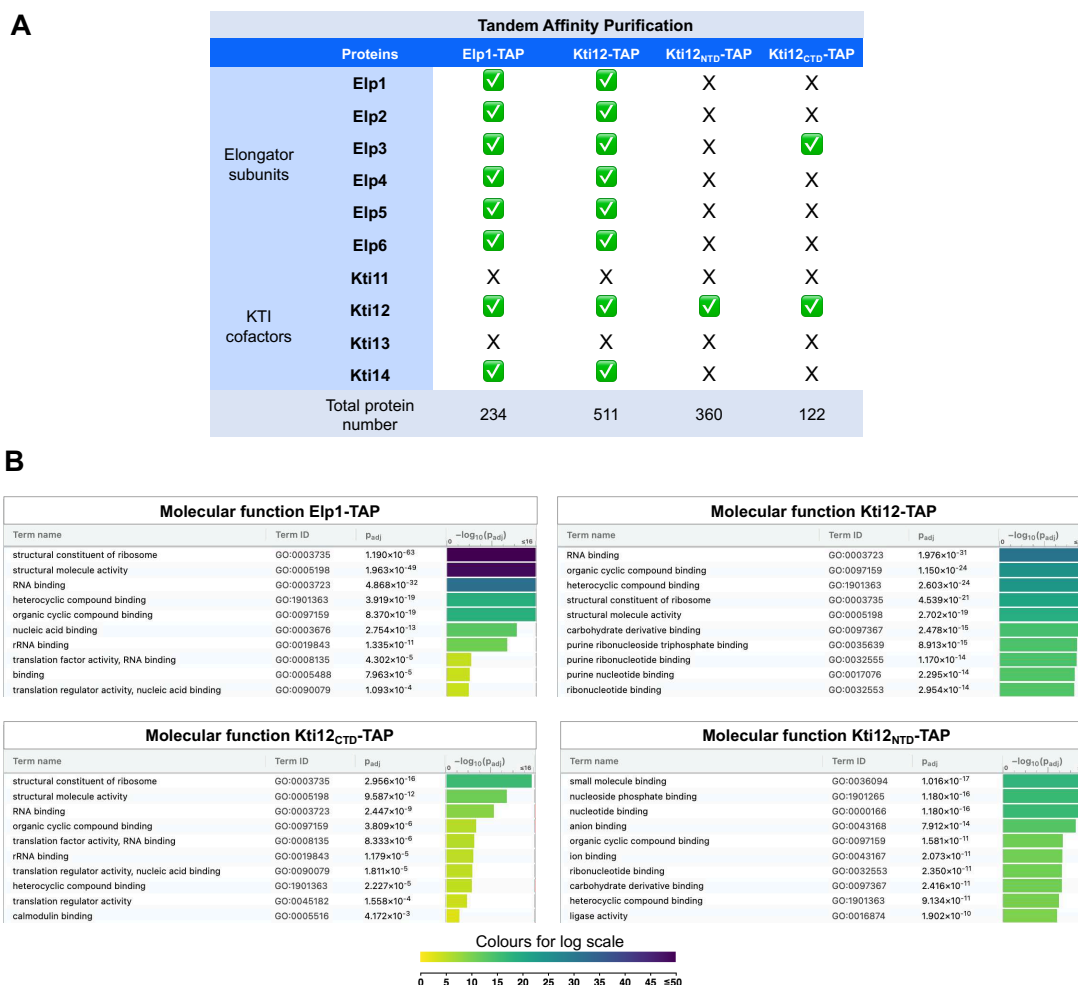 A
Tandem Affinity Purification
Proteins Elp1-TAP Kti12-TAP Kti12NTD-TAP Kti12CTD-TAP
Elongator subunits
Elp1 ✅ ✅ X X
Elp2 ✅ ✅ X X
Elp3 ✅ ✅ X ✅
Elp4 ✅ ✅ X X
Elp5 ✅ ✅ X X
Elp6 ✅ ✅ X X
KTI cofactors
Kti11 X X X X
Kti12 ✅ ✅ ✅ ✅
Kti13 X X X X
Kti14 ✅ ✅ X X
Total protein number 234 511 360 122
B
Molecular function Elp1-TAP
Term name Term ID padj −log10(padj)
0 ≤16
structural constituent of ribosome GO:0003735 1.190×10⁻⁶³
structural molecule activity GO:0005198 1.963×10⁻⁴⁹
RNA binding GO:0003723 4.868×10⁻³²
heterocyclic compound binding GO:1901363 3.919×10⁻¹⁹
organic cyclic compound binding GO:0097159 8.370×10⁻¹⁹
nucleic acid binding GO:0003676 2.754×10⁻¹³
rRNA binding GO:0019843 1.335×10⁻¹¹
translation factor activity, RNA binding GO:0008135 4.302×10⁻⁵
binding GO:0005488 7.963×10⁻⁵
translation regulator activity, nucleic acid binding GO:0090079 1.093×10⁻⁴
Molecular function Kti12-TAP
Term name Term ID padj −log10(padj)
0
RNA binding GO:0003723 1.976×10⁻³¹
organic cyclic compound binding GO:0097159 1.150×10⁻²⁴
heterocyclic compound binding GO:1901363 2.603×10⁻²⁴
structural constituent of ribosome GO:0003735 4.539×10⁻²¹
structural molecule activity GO:0005198 2.702×10⁻¹⁹
carbohydrate derivative binding GO:0097367 2.478×10⁻¹⁵
purine ribonucleoside triphosphate binding GO:0035639 8.913×10⁻¹⁵
purine ribonucleotide binding GO:0032555 1.170×10⁻¹⁴
purine nucleotide binding GO:0017076 2.295×10⁻¹⁴
ribonucleotide binding GO:0032553 2.954×10⁻¹⁴
Molecular function Kti12CTD-TAP
Term name Term ID padj −log10(padj)
0 ≤16
structural constituent of ribosome GO:0003735 2.956×10⁻¹⁶
structural molecule activity GO:0005198 9.587×10⁻¹²
RNA binding GO:0003723 2.447×10⁻⁹
organic cyclic compound binding GO:0097159 3.809×10⁻⁶
translation factor activity, RNA binding GO:0008135 8.333×10⁻⁶
rRNA binding GO:0019843 1.179×10⁻⁵
translation regulator activity, nucleic acid binding GO:0090079 1.811×10⁻⁵
heterocyclic compound binding GO:1901363 2.227×10⁻⁵
translation regulator activity GO:0045182 1.558×10⁻⁴
calmodulin binding GO:0005516 4.172×10⁻³
Molecular function Kti12NTD-TAP
Term name Term ID padj −log10(padj)
0
small molecule binding GO:0036094 1.016×10⁻¹⁷
nucleoside phosphate binding GO:1901265 1.180×10⁻¹⁶
nucleotide binding GO:0000166 1.180×10⁻¹⁶
anion binding GO:0043168 7.912×10⁻¹⁴
organic cyclic compound binding GO:0097159 1.581×10⁻¹¹
ion binding GO:0043167 2.073×10⁻¹¹
ribonucleotide binding GO:0032553 2.350×10⁻¹¹
carbohydrate derivative binding GO:0097367 2.416×10⁻¹¹
heterocyclic compound binding GO:1901363 9.134×10⁻¹¹
ligase activity GO:0016874 1.902×10⁻¹⁰
Colours for log scale
0 5 10 15 20 25 30 35 40 45 ≤50